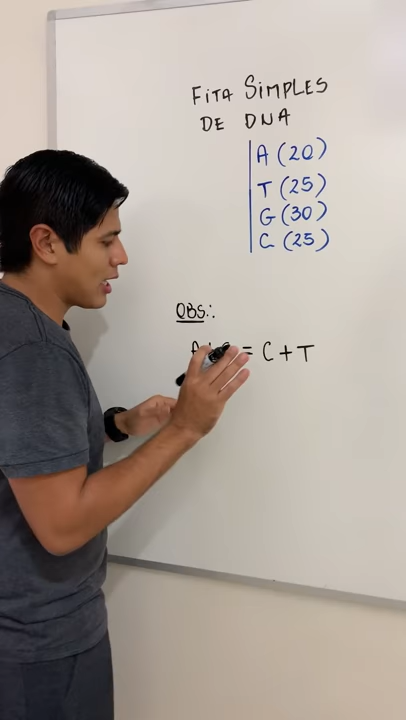 FITA SIMPLES
DE DNA
A (20)
T (25)
G (30)
C (25)
OBS.:
= C + T